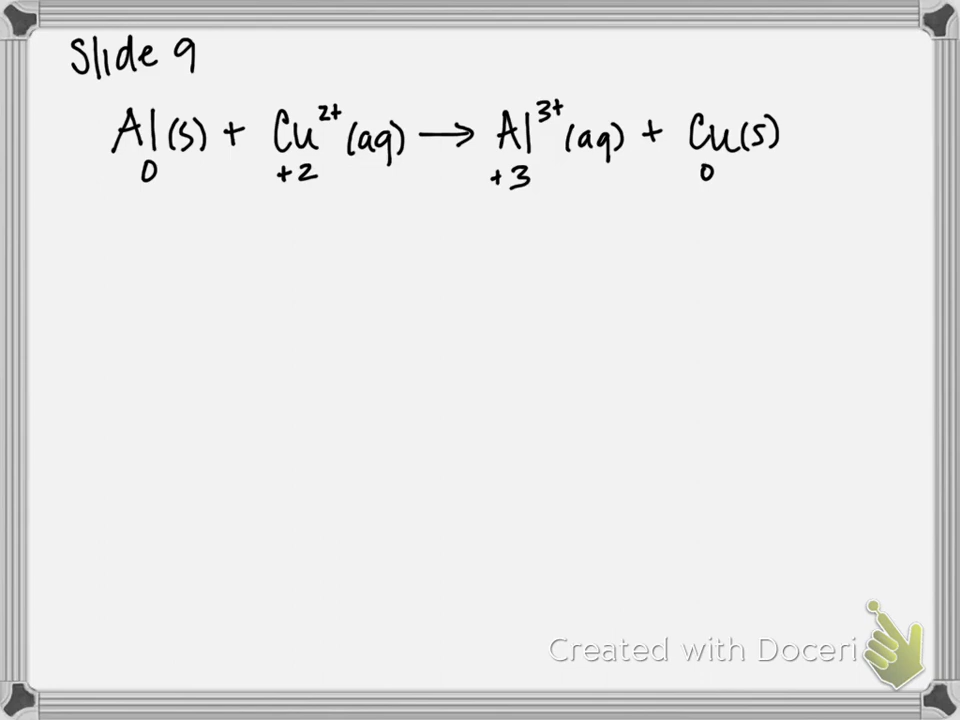 Slide 9
Al(s) + Cu²⁺(aq) → Al³⁺(aq) + Cu(s)
0 +2 +3 0
Created with Doceri